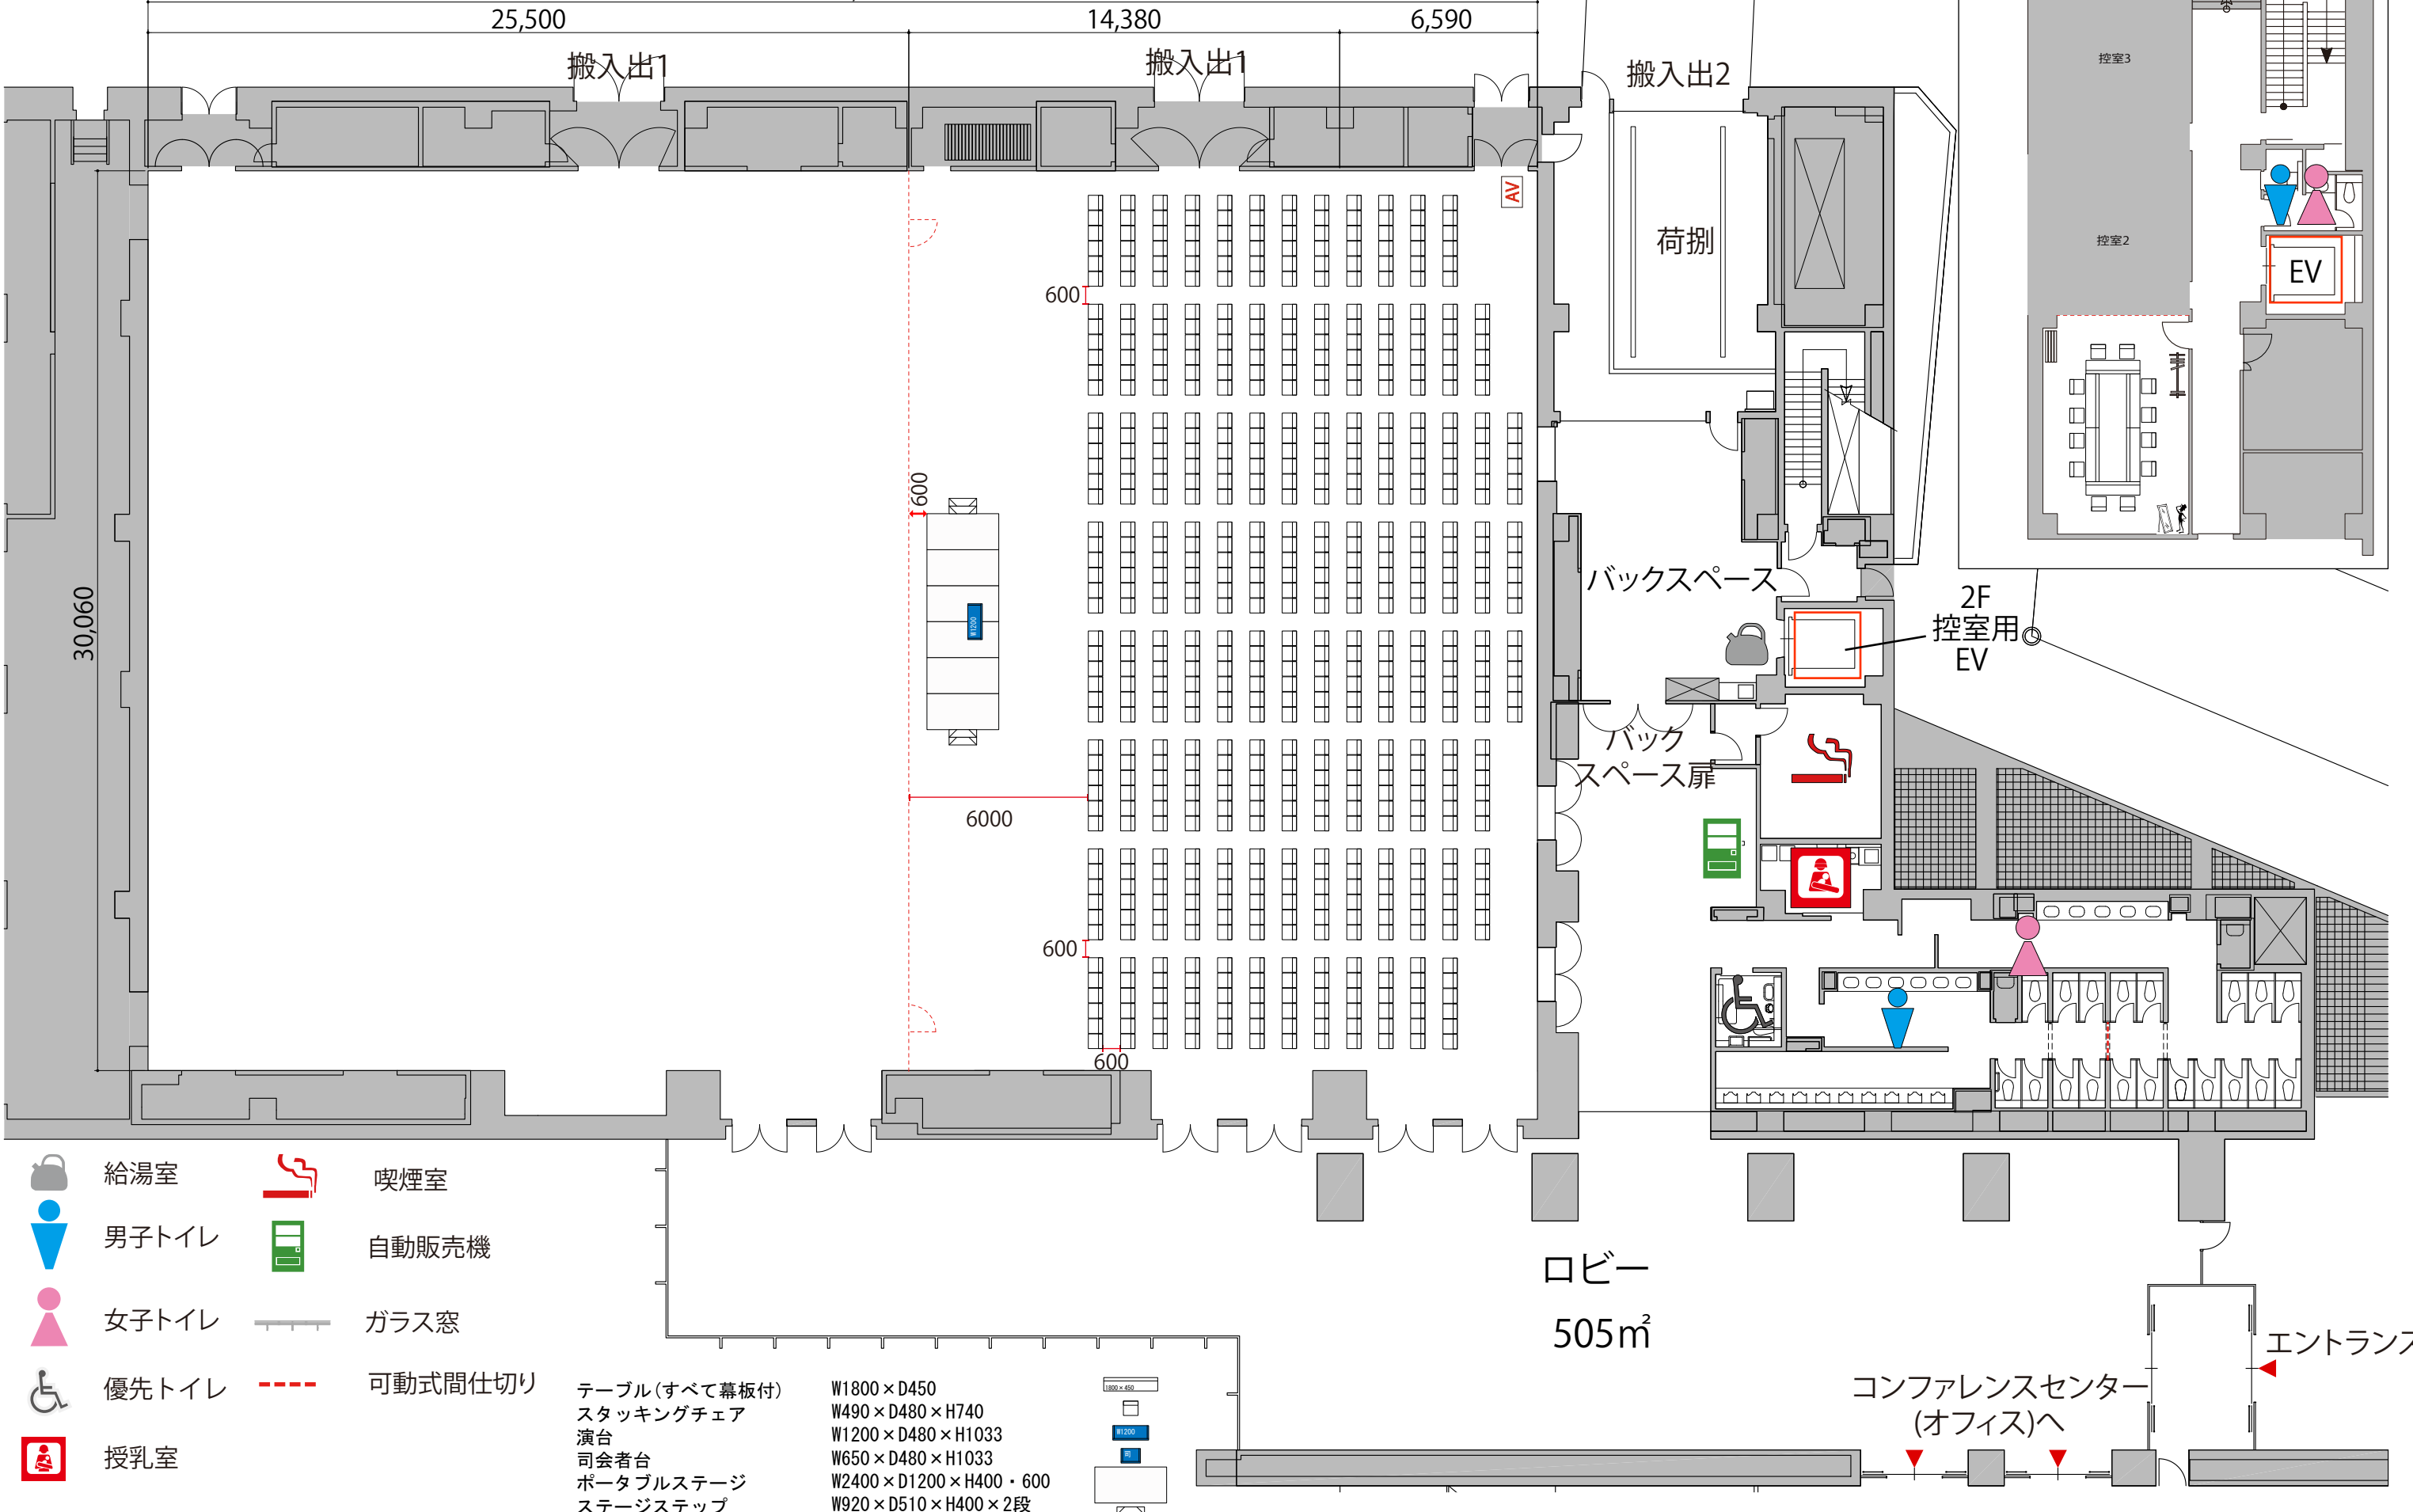 25,500
14,380
6,590
搬入出1
搬入出1
搬入出2
控室3
控室2
EV
AV
荷捌
600
600
30,060
W1200
6000
600
600
バックスペース
2F
控室用
EV
バック
スペース扉
給湯室
喫煙室
男子トイレ
自動販売機
女子トイレ
ガラス窓
優先トイレ
可動式間仕切り
授乳室
ロビー
505㎡
エントランス
コンファレンスセンター
(オフィス)へ
テーブル(すべて幕板付) W1800×D450 1800×450
スタッキングチェア W490×D480×H740
演台 W1200×D480×H1033 W1200
司会者台 W650×D480×H1033 司
ポータブルステージ W2400×D1200×H400・600
ステージステップ W920×D510×H400×2段